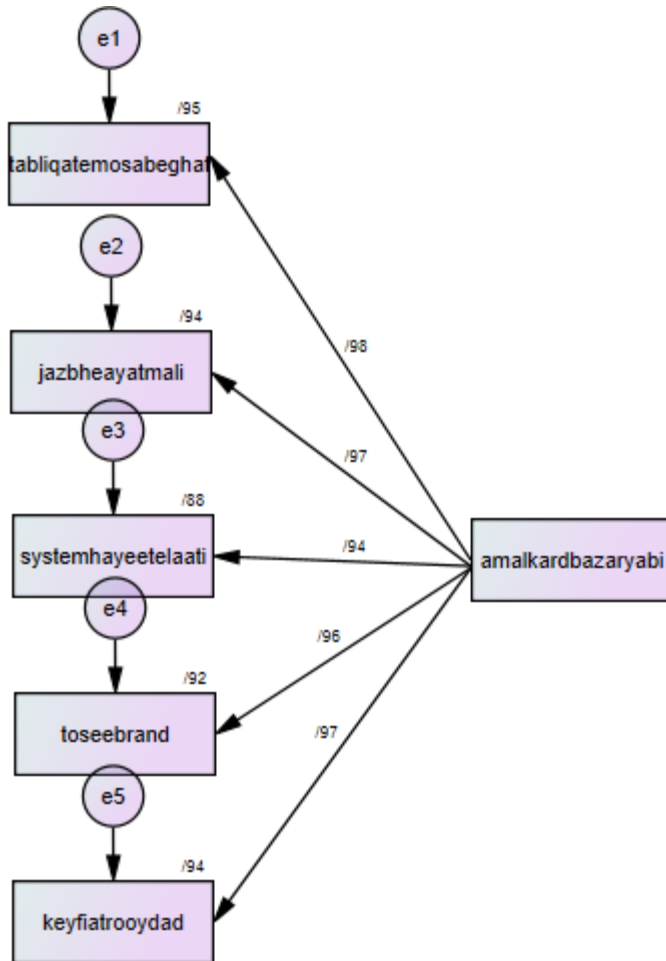 e1
/95
tabliqatemosabeghat
e2
/94
jazbheayatmali
/98
e3
/97
/88
systemhayeetelaati
/94
amalkardbazaryabi
e4
/96
/92
toseebrand
/97
e5
/94
keyfiatrooydad